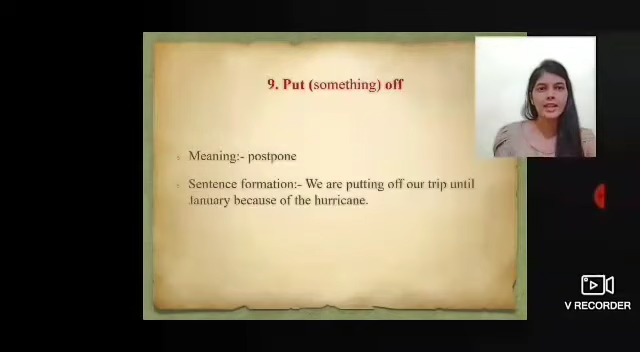 9. Put (something) off
Meaning:- postpone
Sentence formation:- We are putting off our trip until
January because of the hurricane.
V RECORDER